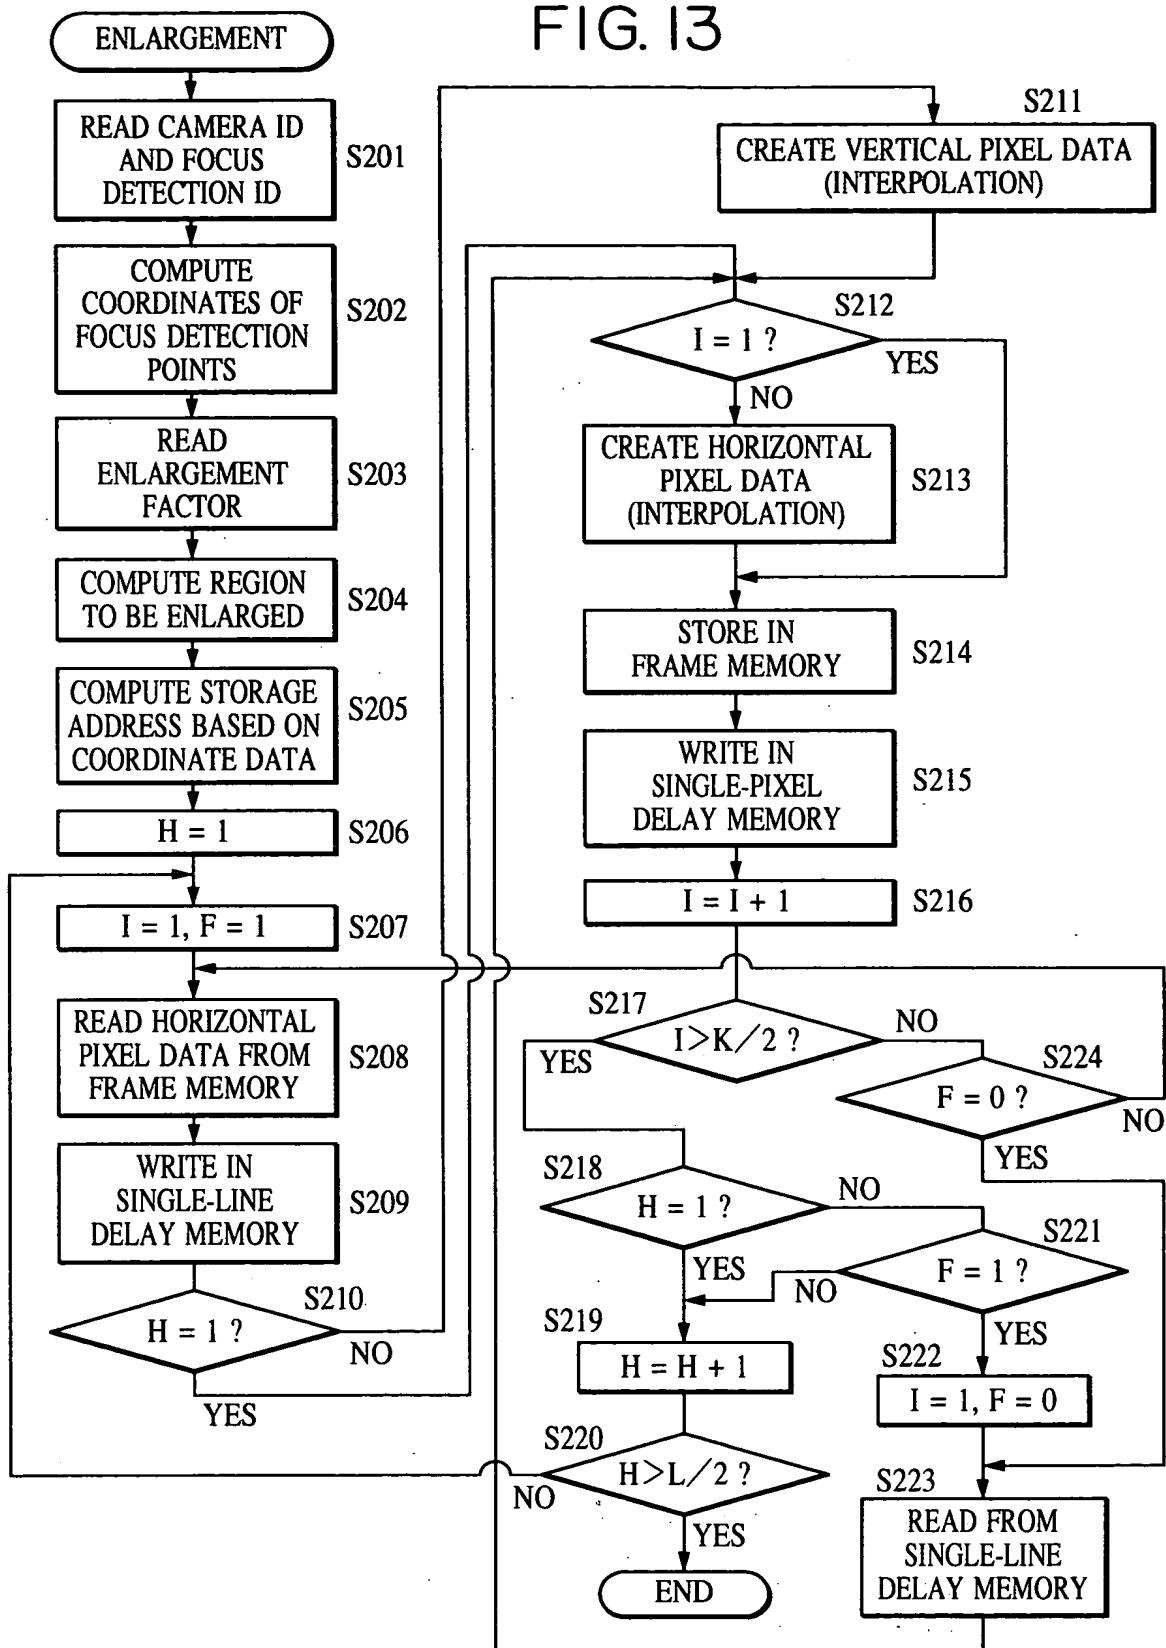 FIG. 13
ENLARGEMENT
READ CAMERA ID
AND FOCUS
DETECTION ID
S201
COMPUTE
COORDINATES OF
FOCUS DETECTION
POINTS
S202
READ
ENLARGEMENT
FACTOR
S203
COMPUTE REGION
TO BE ENLARGED
S204
COMPUTE STORAGE
ADDRESS BASED ON
COORDINATE DATA
S205
H = 1
S206
I = 1, F = 1
S207
READ HORIZONTAL
PIXEL DATA FROM
FRAME MEMORY
S208
WRITE IN
SINGLE-LINE
DELAY MEMORY
S209
S210
H = 1 ?
NO
YES
S211
CREATE VERTICAL PIXEL DATA
(INTERPOLATION)
S212
I = 1 ?
YES
NO
CREATE HORIZONTAL
PIXEL DATA
(INTERPOLATION)
S213
STORE IN
FRAME MEMORY
S214
WRITE IN
SINGLE-PIXEL
DELAY MEMORY
S215
I = I + 1
S216
S217
I>K/2 ?
NO
YES
S224
F = 0 ?
NO
YES
S218
H = 1 ?
NO
YES
S221
F = 1 ?
NO
YES
S219
H = H + 1
S222
I = 1, F = 0
S220
H>L/2 ?
NO
YES
S223
READ FROM
SINGLE-LINE
DELAY MEMORY
END